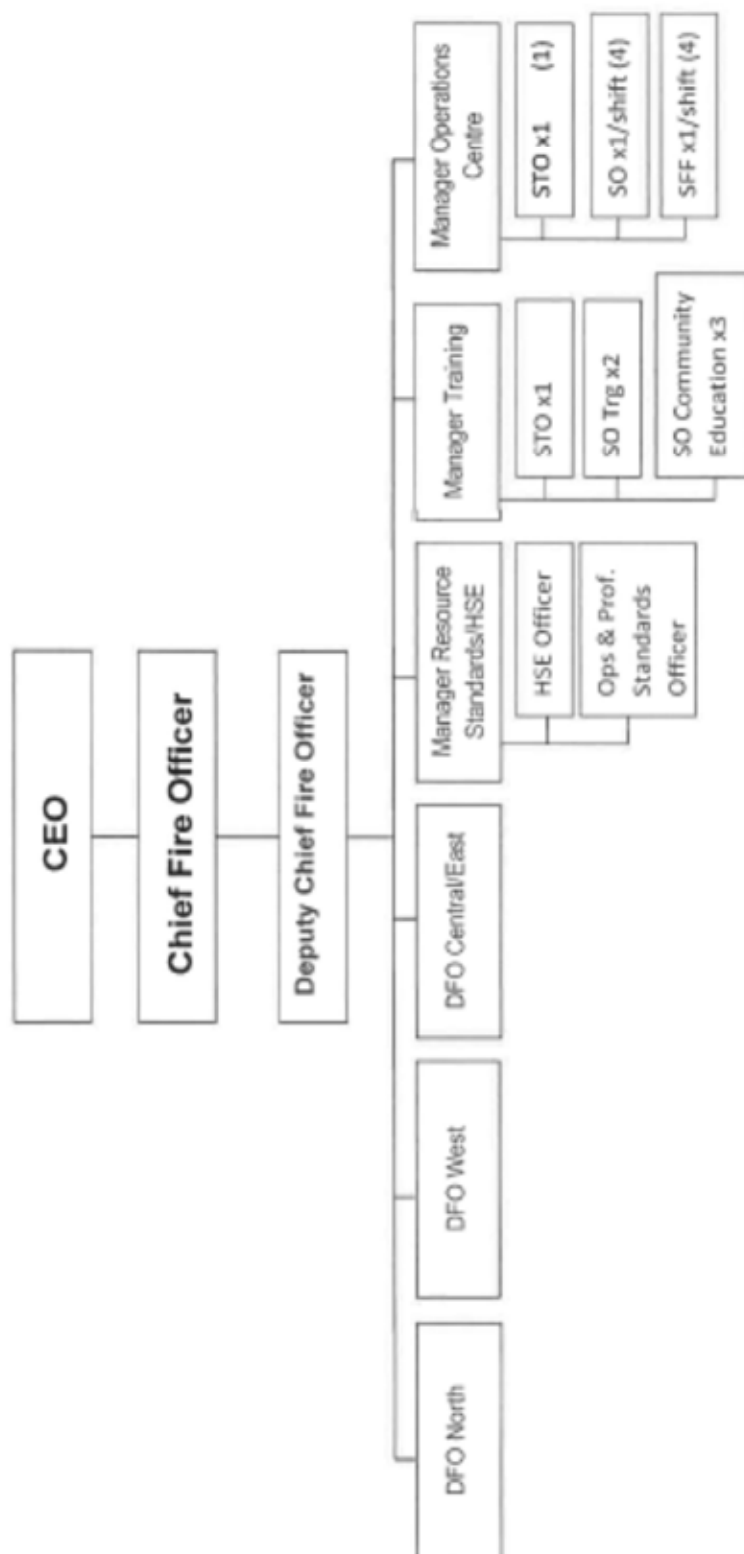 CEO
Chief Fire Officer
Deputy Chief Fire Officer
DFO North
DFO West
DFO Central/East
Manager Resource
Standards/HSE
HSE Officer
Ops & Prof.
Standards
Officer
Manager Training
STO x1
SO Trg x2
SO Community
Education x3
Manager Operations
Centre
STO x1 (1)
SO x1/shift (4)
SFF x1/shift (4)